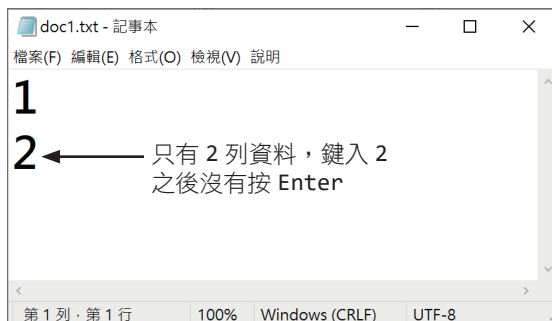 doc1.txt - 記事本
檔案(F) 編輯(E) 格式(O) 檢視(V) 說明
1
2
只有 2 列資料，鍵入 2
之後沒有按 Enter
第 1 列，第 1 行 100% Windows (CRLF) UTF-8